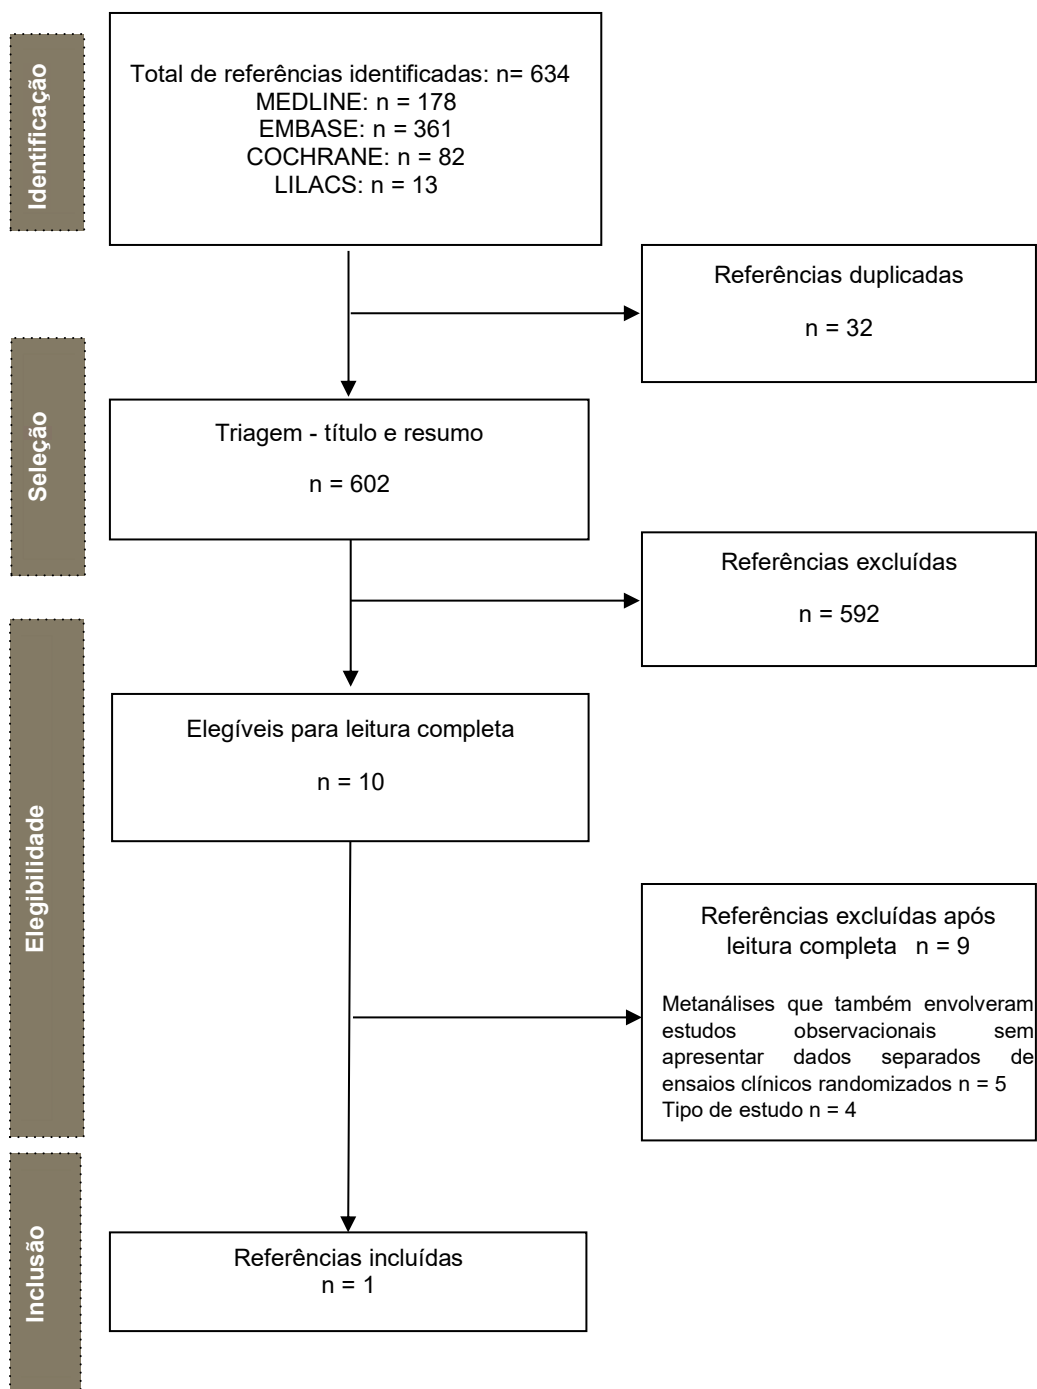 Identificação
Total de referências identificadas: n= 634
MEDLINE: n = 178
EMBASE: n = 361
COCHRANE: n = 82
LILACS: n = 13
Referências duplicadas
n = 32
Seleção
Triagem - título e resumo
n = 602
Referências excluídas
n = 592
Elegibilidade
Elegíveis para leitura completa
n = 10
Referências excluídas após
leitura completa n = 9
Metanálises que também envolveram
estudos observacionais sem
apresentar dados separados de
ensaios clínicos randomizados n = 5
Tipo de estudo n = 4
Inclusão
Referências incluídas
n = 1